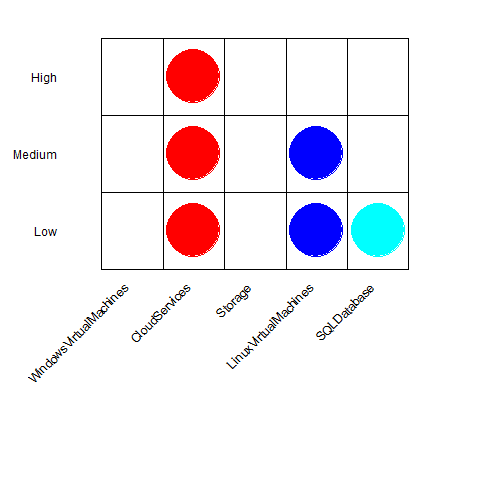 High
Medium
Low
WindowsVirtualMachines
CloudServices
Storage
LinuxVirtualMachines
SQLDatabase